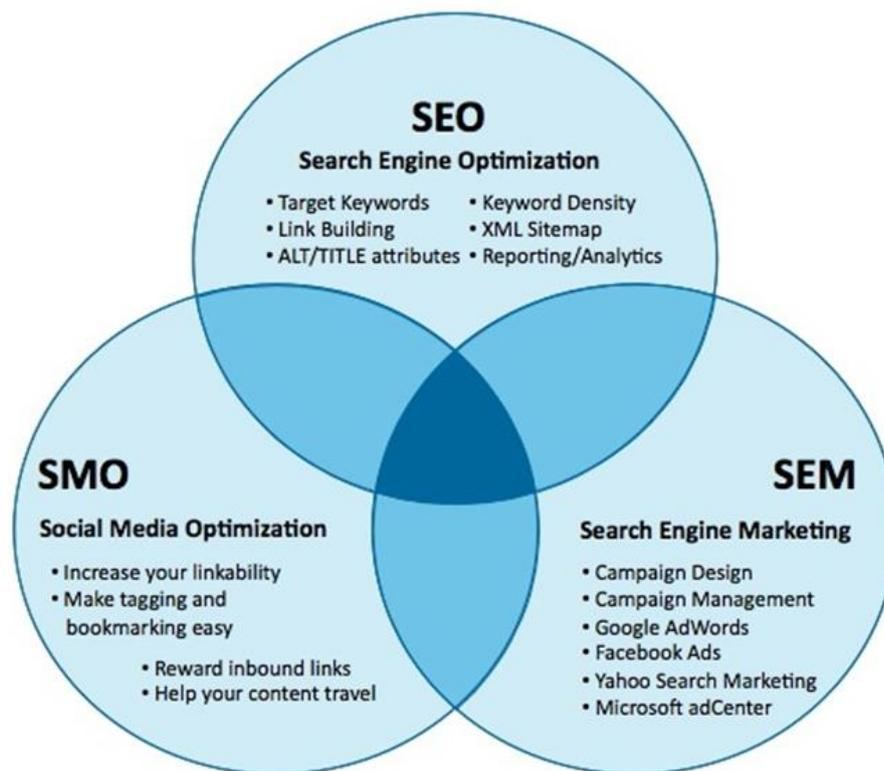 SEO
Search Engine Optimization
• Target Keywords
• Link Building
• ALT/TITLE attributes
• Keyword Density
• XML Sitemap
• Reporting/Analytics
SMO
Social Media Optimization
• Increase your linkability
• Make tagging and
bookmarking easy
• Reward inbound links
• Help your content travel
SEM
Search Engine Marketing
• Campaign Design
• Campaign Management
• Google AdWords
• Facebook Ads
• Yahoo Search Marketing
• Microsoft adCenter